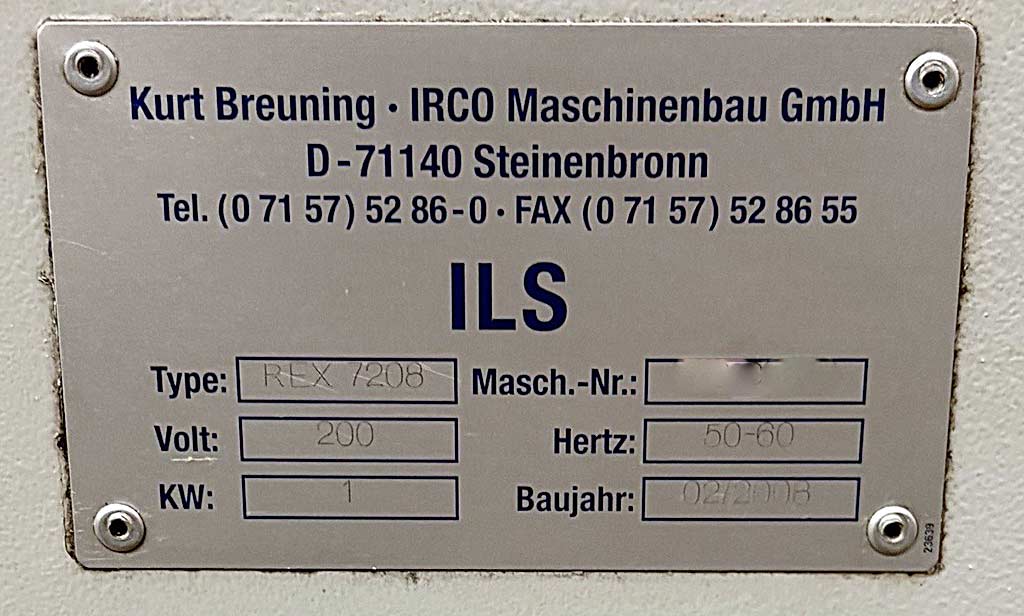 Kurt Breuning · IRCO Maschinenbau GmbH
D-71140 Steinenbronn
Tel. (0 71 57) 52 86-0 · FAX (0 71 57) 52 86 55
ILS
Type: REX 7208 Masch.-Nr.:
Volt: 200 Hertz: 50-60
KW: 1 Baujahr: 02/2008
23639